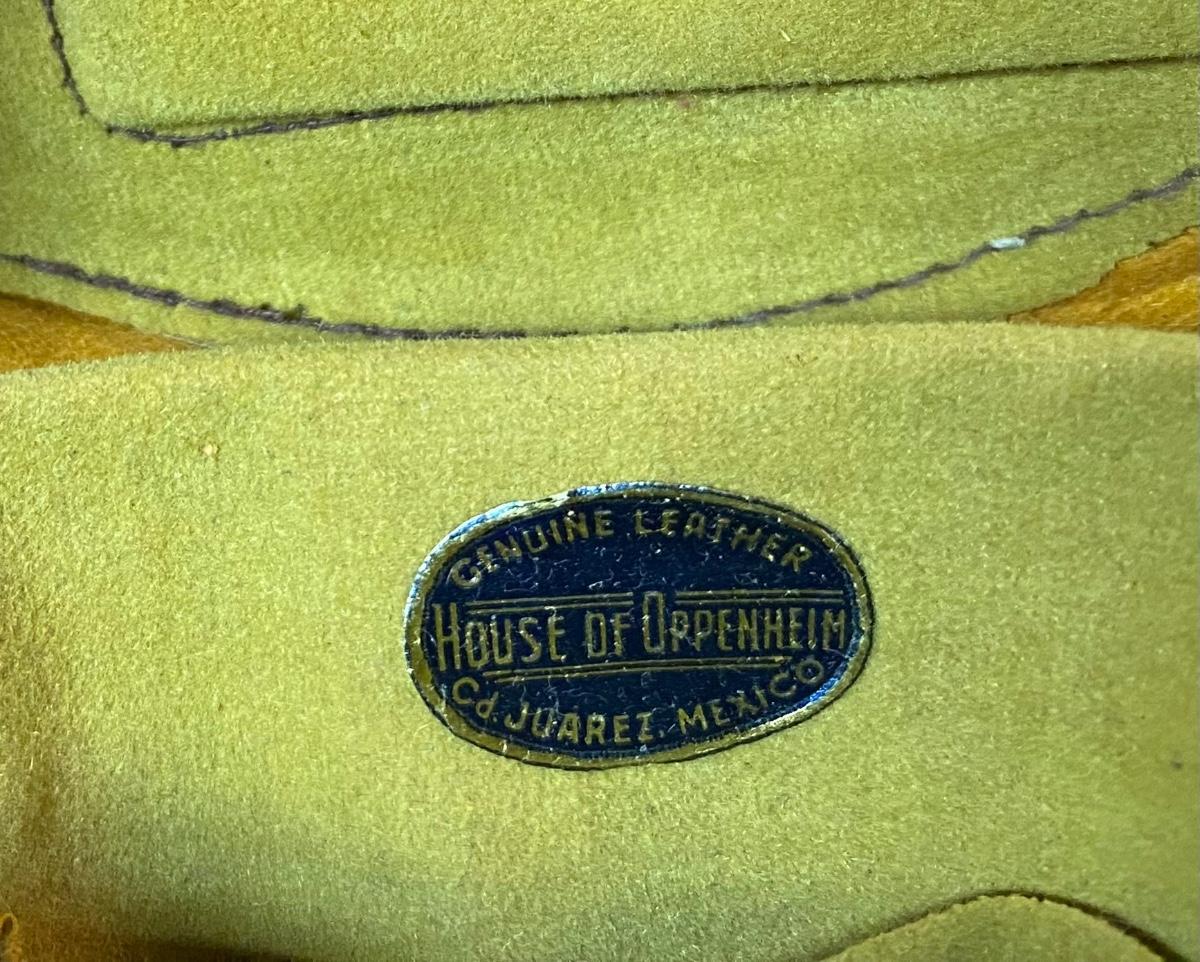 GENUINE LEATHER
HOUSE OF OPPENHEIM
Cd. JUAREZ, MEXICO